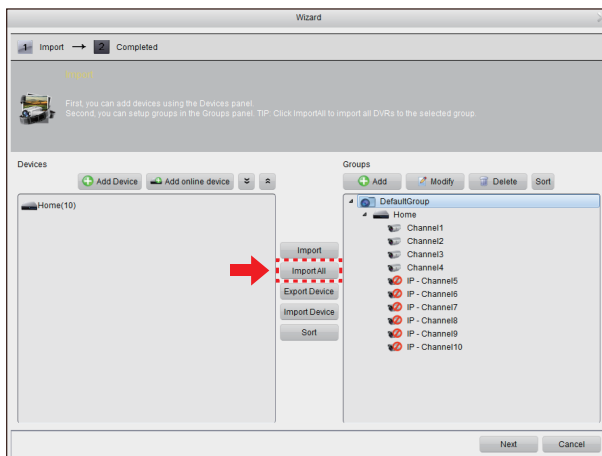 Wizard
1 Import → 2 Completed
Import
First, you can add devices using the Devices panel.
Second, you can setup groups in the Groups panel. TIP: Click ImportAll to import all DVRs to the selected group.
Devices
Add Device Add online device
Home(10)
Import
Import All
Export Device
Import Device
Sort
Groups
Add Modify Delete Sort
DefaultGroup
Home
Channel1
Channel2
Channel3
Channel4
IP - Channel5
IP - Channel6
IP - Channel7
IP - Channel8
IP - Channel9
IP - Channel10
Next Cancel